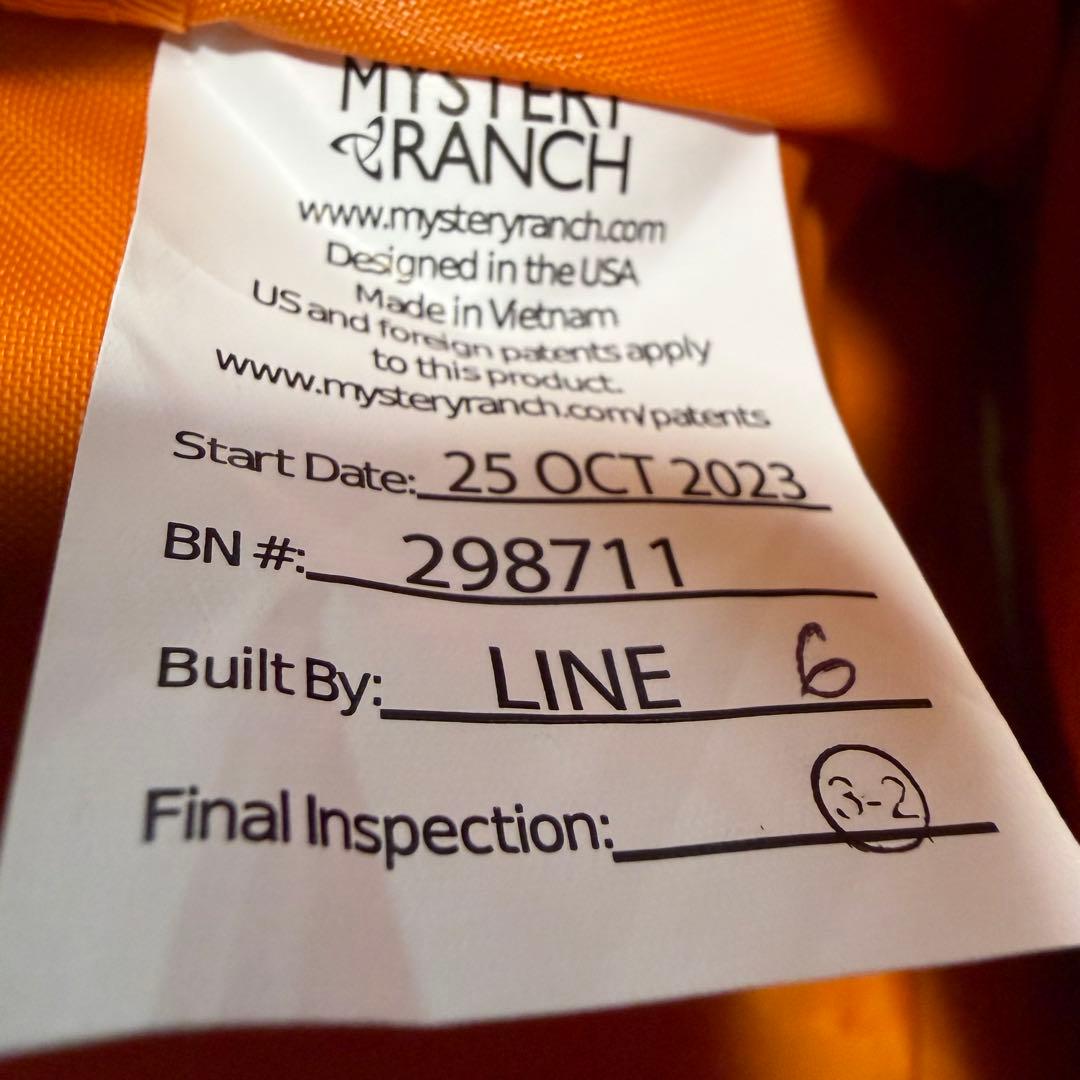 MYSTERY
RANCH
www.mysteryranch.com
Designed in the USA
Made in Vietnam
US and foreign patents apply
to this product.
www.mysteryranch.com/patents
Start Date: 25 OCT 2023
BN #: 298711
Built By: LINE 6
Final Inspection: 3-2